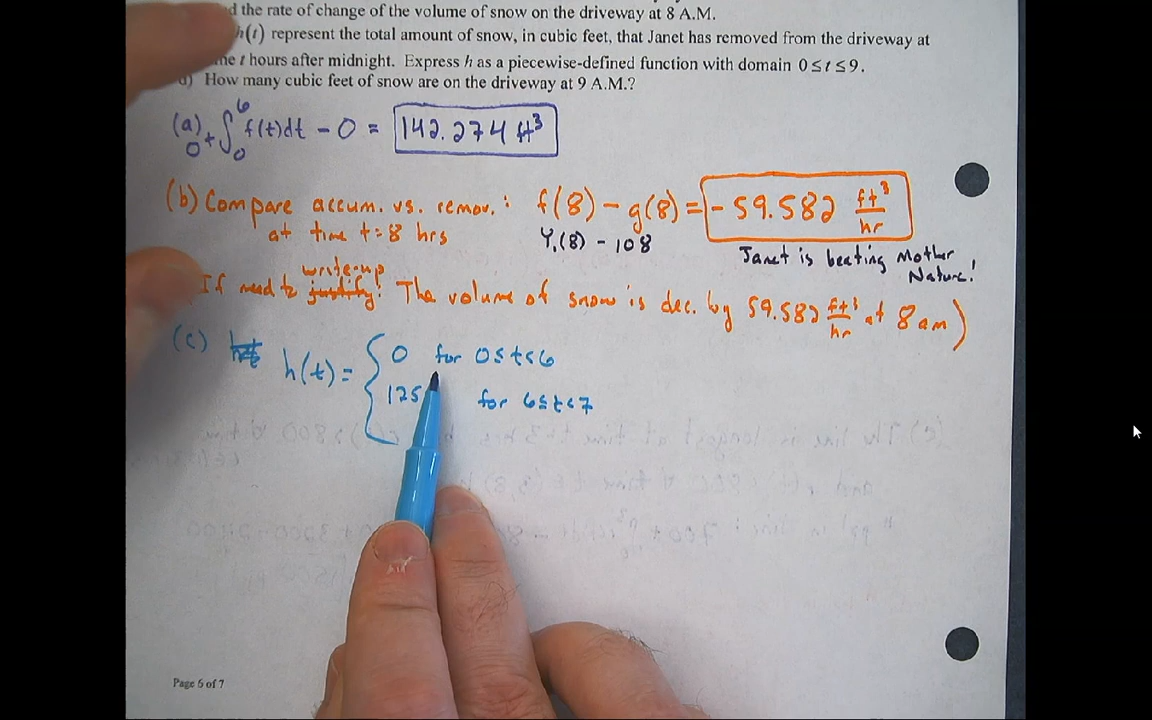 d the rate of change of the volume of snow on the driveway at 8 A.M.
h(t) represent the total amount of snow, in cubic feet, that Janet has removed from the driveway at
me t hours after midnight. Express h as a piecewise-defined function with domain 0 ≤ t ≤ 9.
d) How many cubic feet of snow are on the driveway at 9 A.M.?
(a) 0 + ∫₀⁶ f(t)dt - 0 = 142.274 ft³
(b) Compare accum. vs. remov. : f(8) - g(8) = -59.582 ft³/hr
at time t=8 hrs
Y₁(8) - 108
Janet is beating Mother
Nature!
write-up
If need to justify! The volume of snow is dec. by 59.582 ft³/hr at 8am)
(c) h(t) = { 0 for 0≤t<6
125 for 6≤t<7
Page 6 of 7